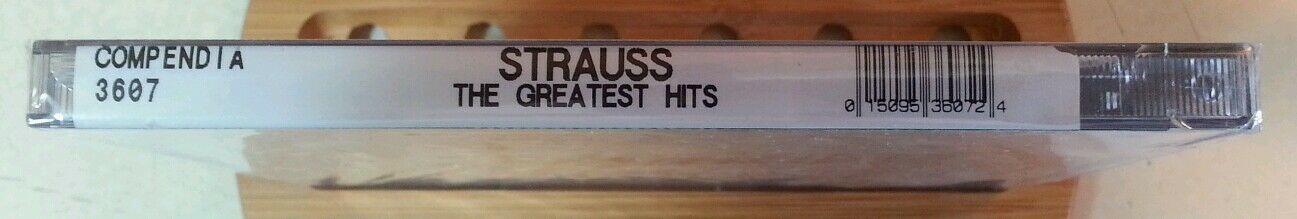 COMPENDIA
3607
STRAUSS
THE GREATEST HITS
0 15095 36072 4